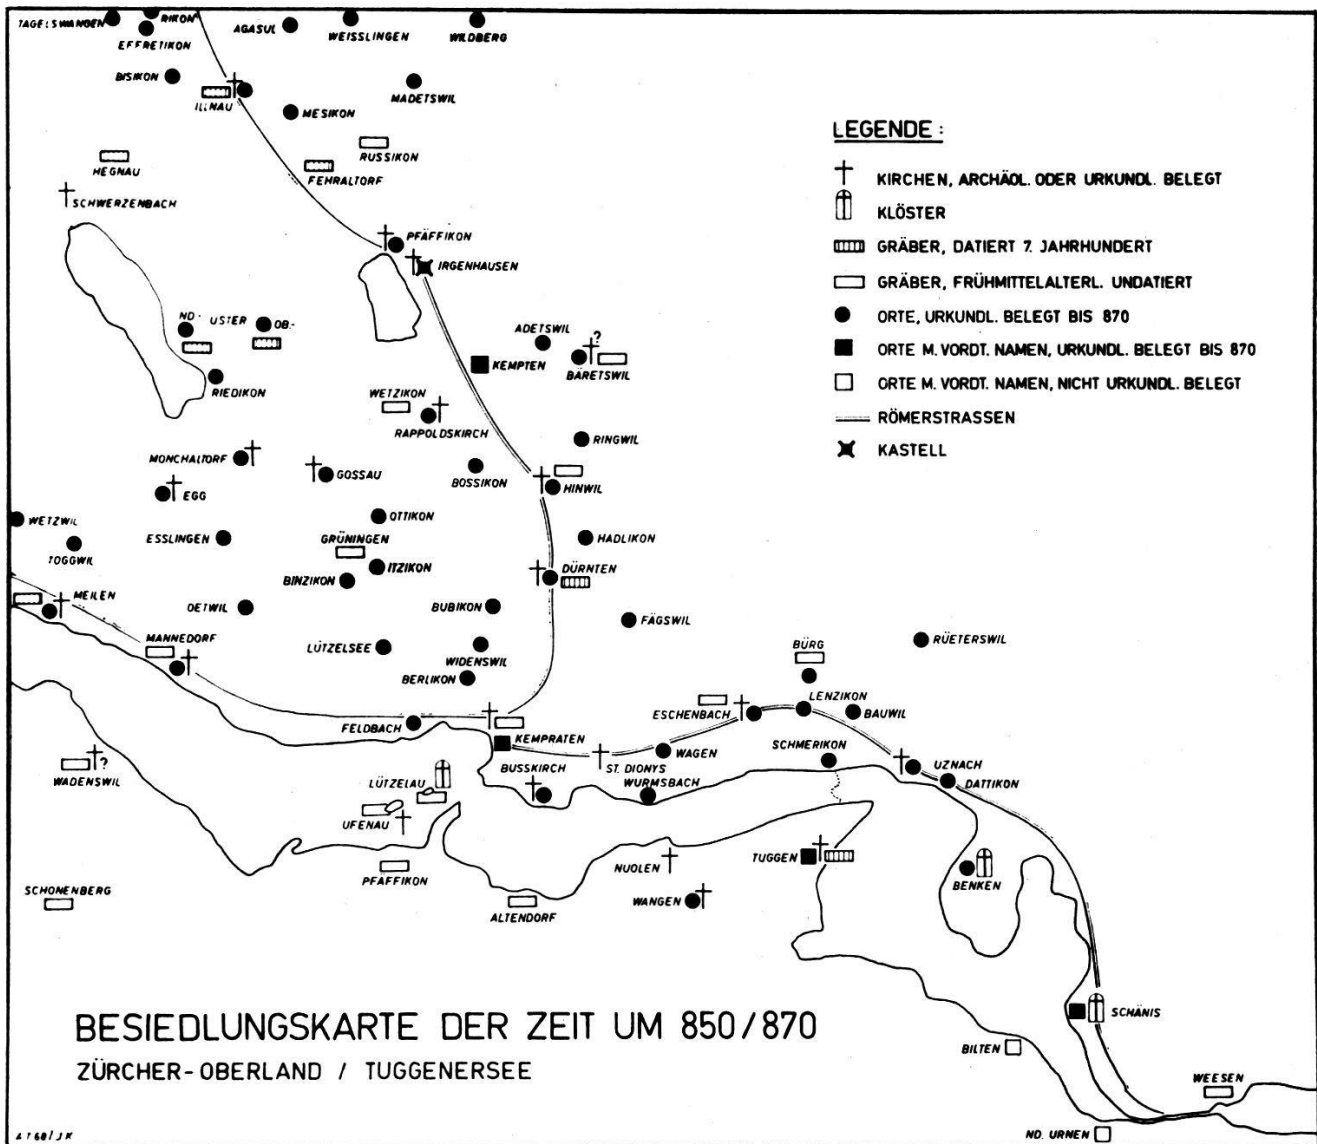 TAGELSWANGEN
RIKON
EFFRETIKON
AGASUL
WEISSLINGEN
WILDBERG
BISIKON
ILLNAU
MESIKON
MADETSWIL
HEGNAU
RUSSIKON
FEHRALTORF
SCHWERZENBACH
PFÄFFIKON
IRGENHAUSEN
ND.-
USTER
OB.-
RIEDIKON
ADETSWIL
?
BÄRETSWIL
KEMPTEN
WETZIKON
RAPPOLDSKIRCH
RINGWIL
MONCHALTORF
GOSSAU
BOSSIKON
HINWIL
EGG
WETZWIL
TOGGWIL
ESSLINGEN
OTTIKON
GRÜNINGEN
ITZIKON
BINZIKON
HADLIKON
DÜRNTEN
MEILEN
OETWIL
BUBIKON
FÄGSWIL
MANNEDORF
LÜTZELSEE
WIDENSWIL
BERLIKON
BÜRG
RÜETERSWIL
FELDBACH
KEMPRATEN
ESCHENBACH
LENZIKON
BAUWIL
WADENSWIL
?
LÜTZELAU
BUSSKIRCH
ST. DIONYS
WAGEN
WURMSBACH
SCHMERIKON
UZNACH
DATTIKON
UFENAU
PFÄFFIKON
NUOLEN
TUGGEN
BENKEN
SCHONENBERG
ALTENDORF
WANGEN
SCHÄNIS
BILTEN
WEESEN
ND. URNEN
LEGENDE:
KIRCHEN, ARCHÄOL. ODER URKUNDL. BELEGT
KLÖSTER
GRÄBER, DATIERT 7. JAHRHUNDERT
GRÄBER, FRÜHMITTELALTERL. UNDATIERT
ORTE, URKUNDL. BELEGT BIS 870
ORTE M. VORDT. NAMEN, URKUNDL. BELEGT BIS 870
ORTE M. VORDT. NAMEN, NICHT URKUNDL. BELEGT
RÖMERSTRASSEN
KASTELL
BESIEDLUNGSKARTE DER ZEIT UM 850/870
ZÜRCHER-OBERLAND / TUGGENERSEE